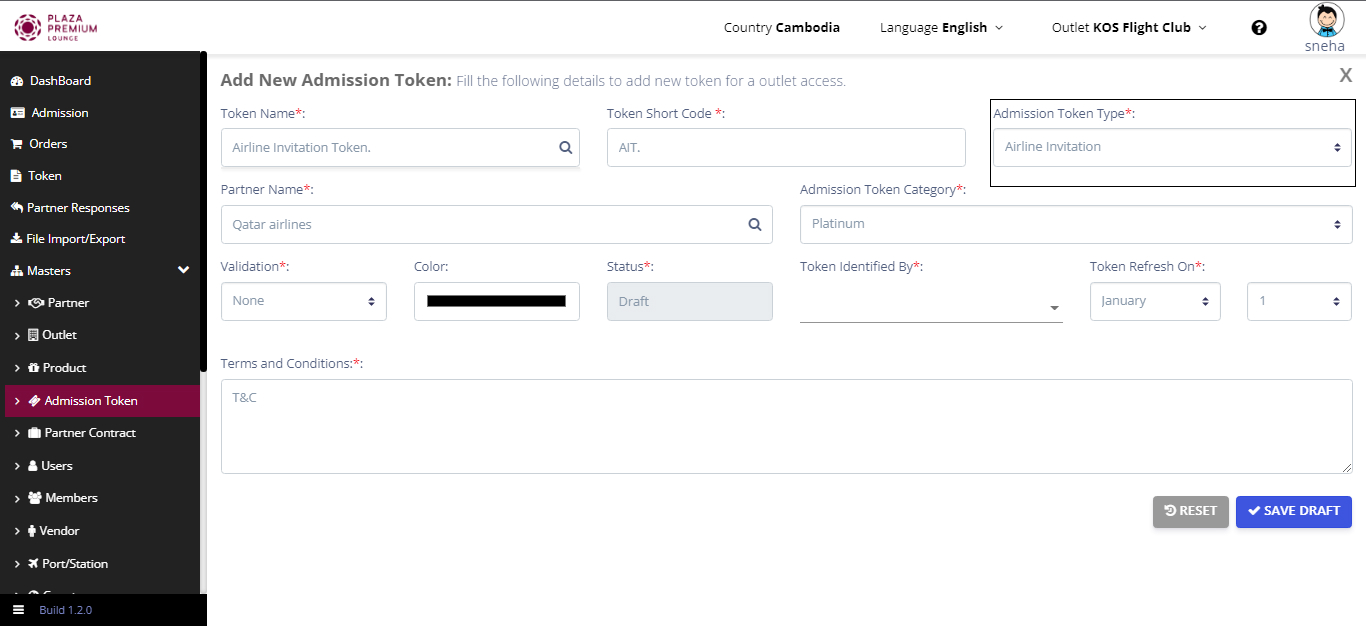 PLAZA
PREMIUM
LOUNGE
Country Cambodia
Language English
Outlet KOS Flight Club
sneha
DashBoard
Admission
Orders
Token
Partner Responses
File Import/Export
Masters
Partner
Outlet
Product
Admission Token
Partner Contract
Users
Members
Vendor
Port/Station
Build 1.2.0
Add New Admission Token: Fill the following details to add new token for a outlet access.
X
Token Name*:
Token Short Code *:
Admission Token Type*:
Airline Invitation Token.
AIT.
Airline Invitation
Partner Name*:
Admission Token Category*:
Qatar airlines
Platinum
Validation*:
Color:
Status*:
Token Identified By*:
Token Refresh On*:
None
Draft
January
1
Terms and Conditions:*:
T&C
RESET
SAVE DRAFT